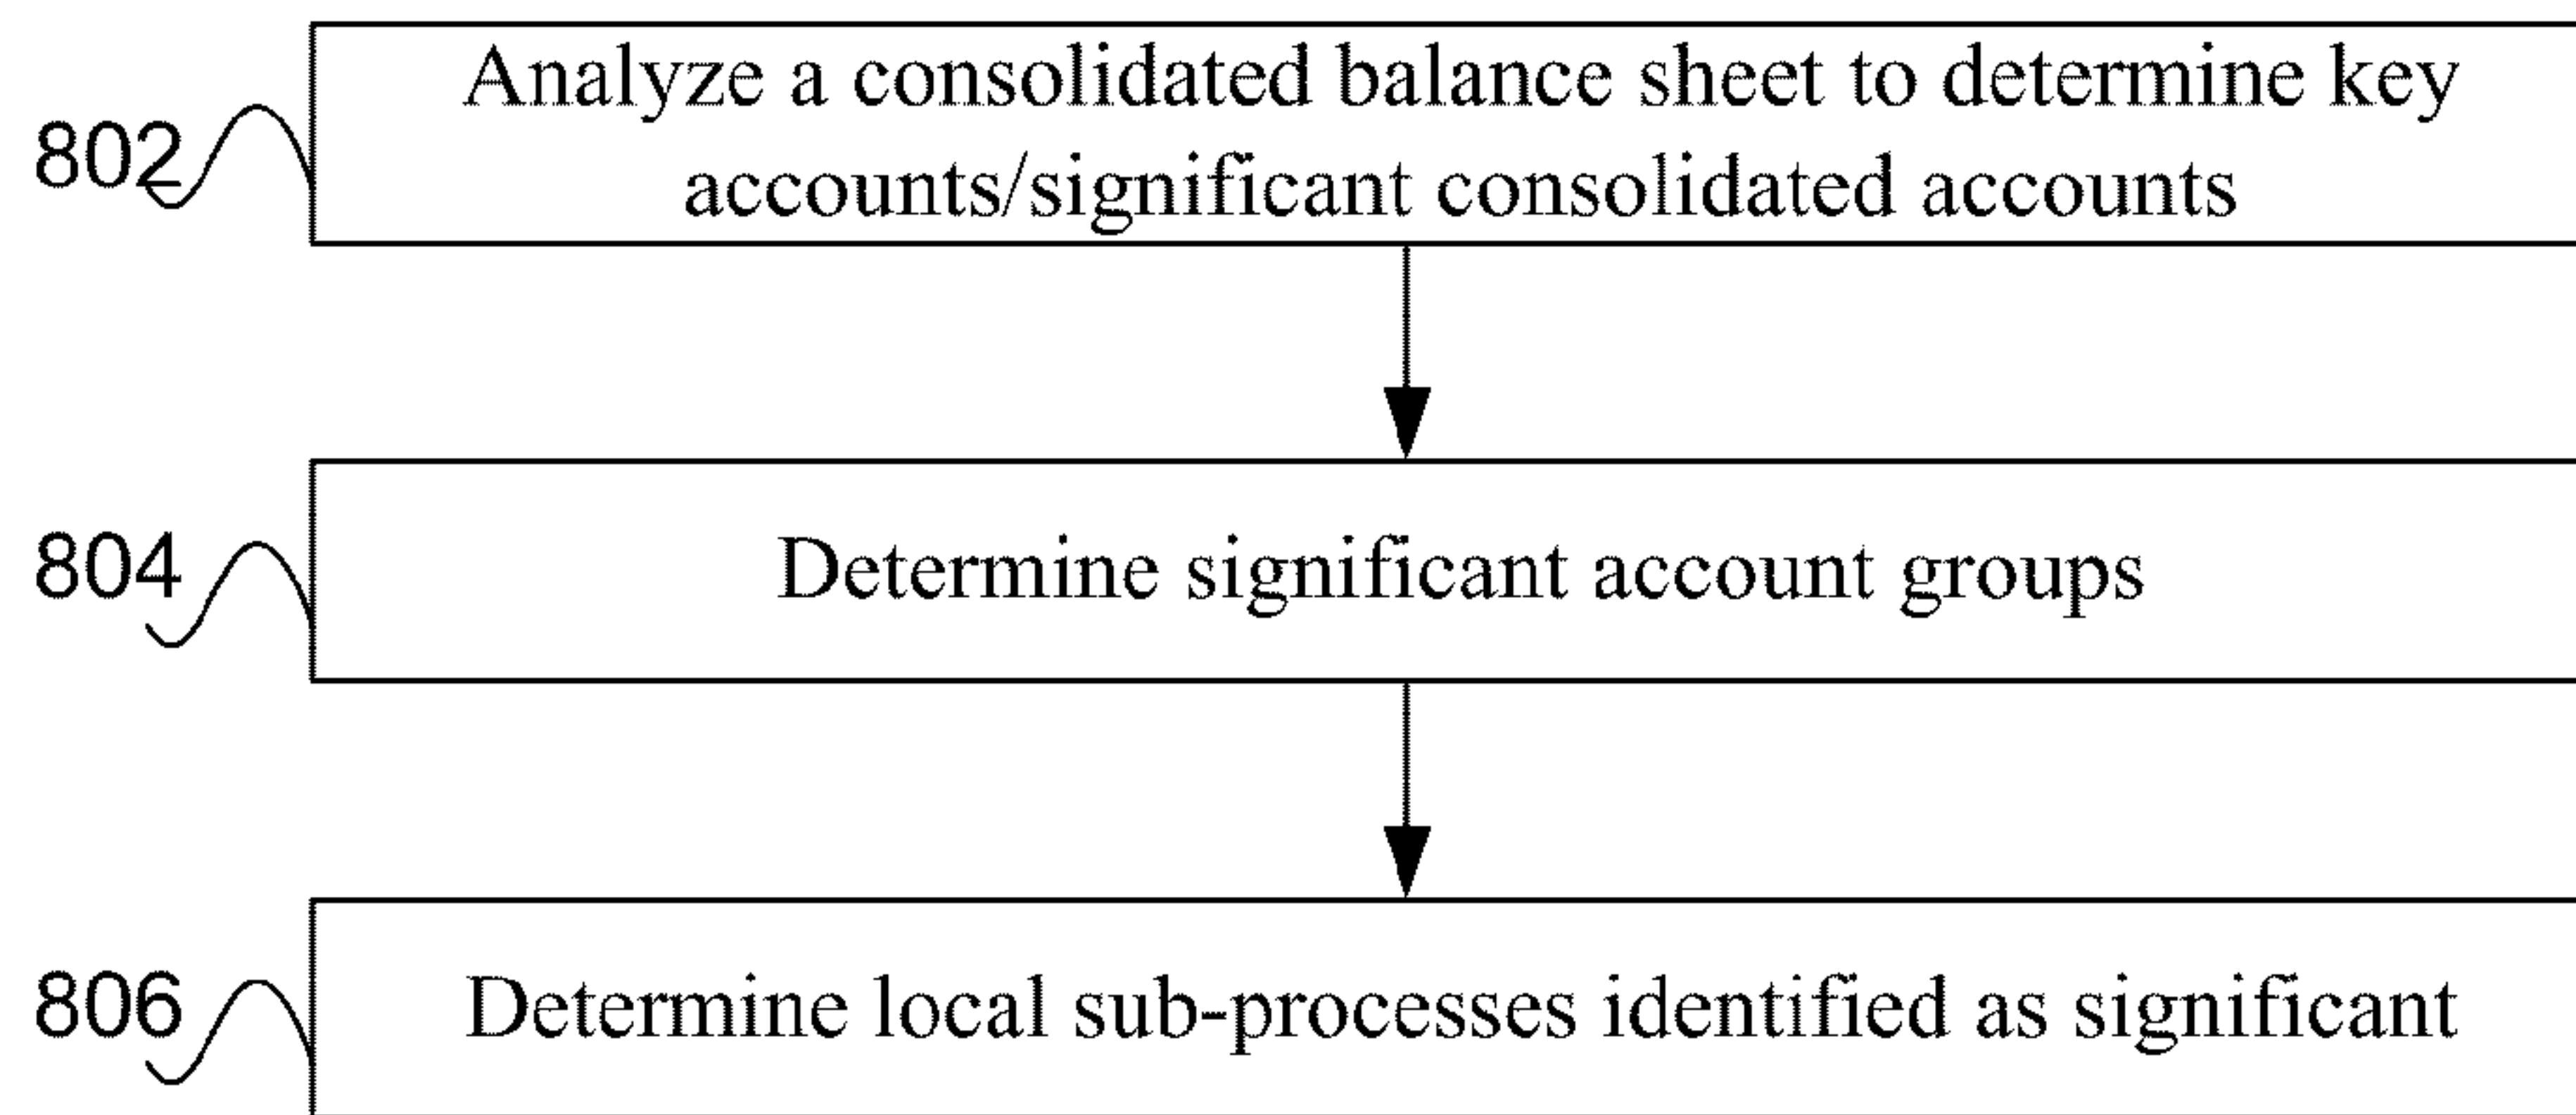 802
Analyze a consolidated balance sheet to determine key
accounts/significant consolidated accounts
804
Determine significant account groups
806
Determine local sub-processes identified as significant